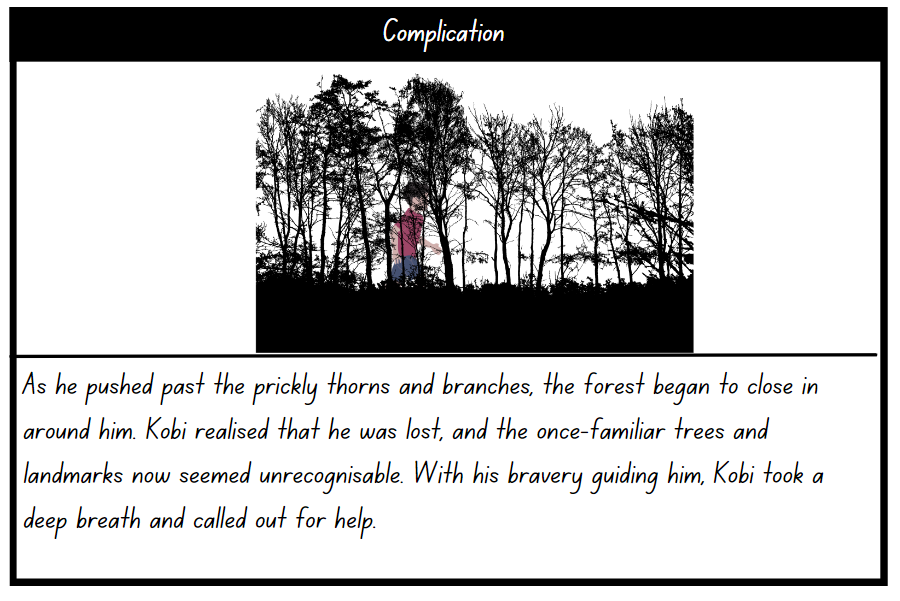 Complication
As he pushed past the prickly thorns and branches, the forest began to close in
around him. Kobi realised that he was lost, and the once-familiar trees and
landmarks now seemed unrecognisable. With his bravery guiding him, Kobi took a
deep breath and called out for help.